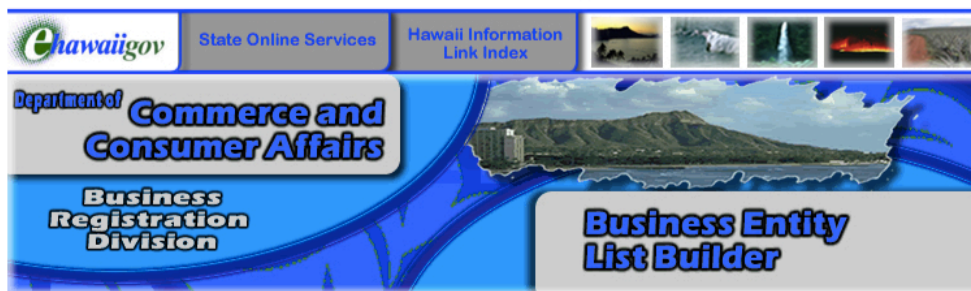 ehawaiigov
State Online Services
Hawaii Information
Link Index
Department of
Commerce and
Consumer Affairs
Business
Registration
Division
Business Entity
List Builder